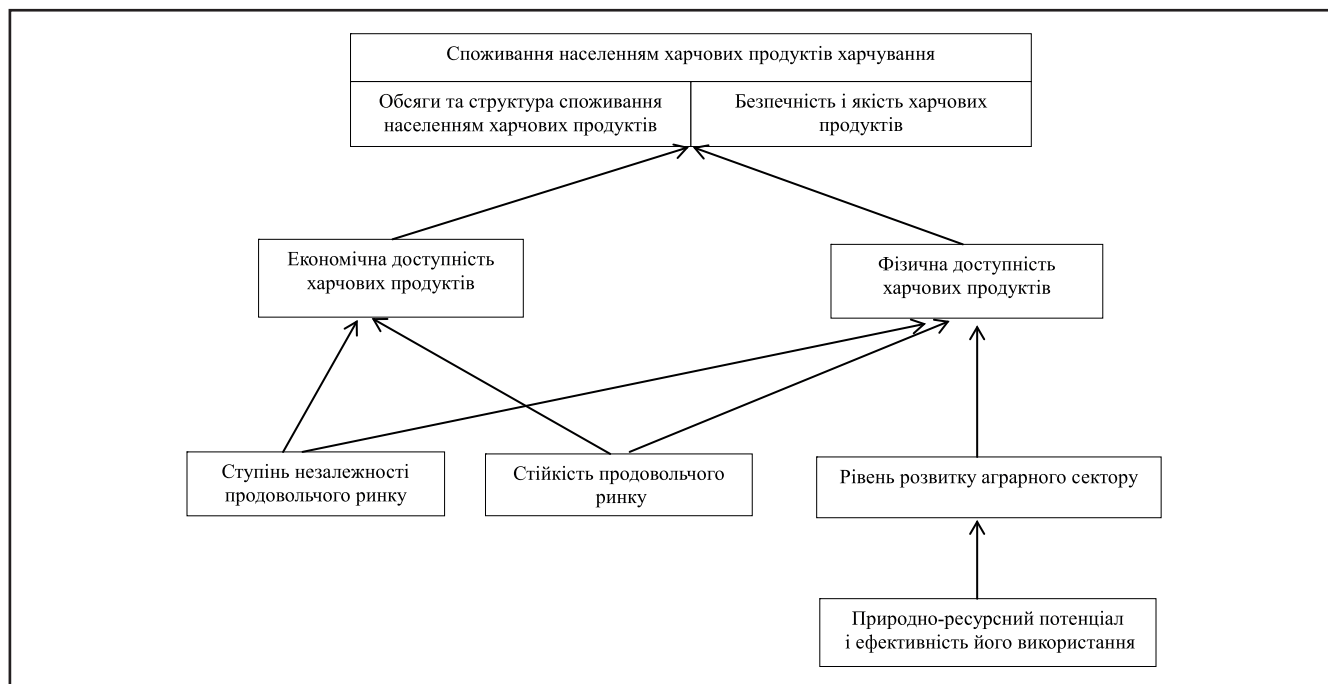 Споживання населенням харчових продуктів харчування
Обсяги та структура споживання
населенням харчових продуктів
Безпечність і якість харчових
продуктів
Економічна доступність
харчових продуктів
Фізична доступність
харчових продуктів
Ступінь незалежності
продовольчого ринку
Стійкість продовольчого
ринку
Рівень розвитку аграрного сектору
Природно-ресурсний потенціал
і ефективність його використання